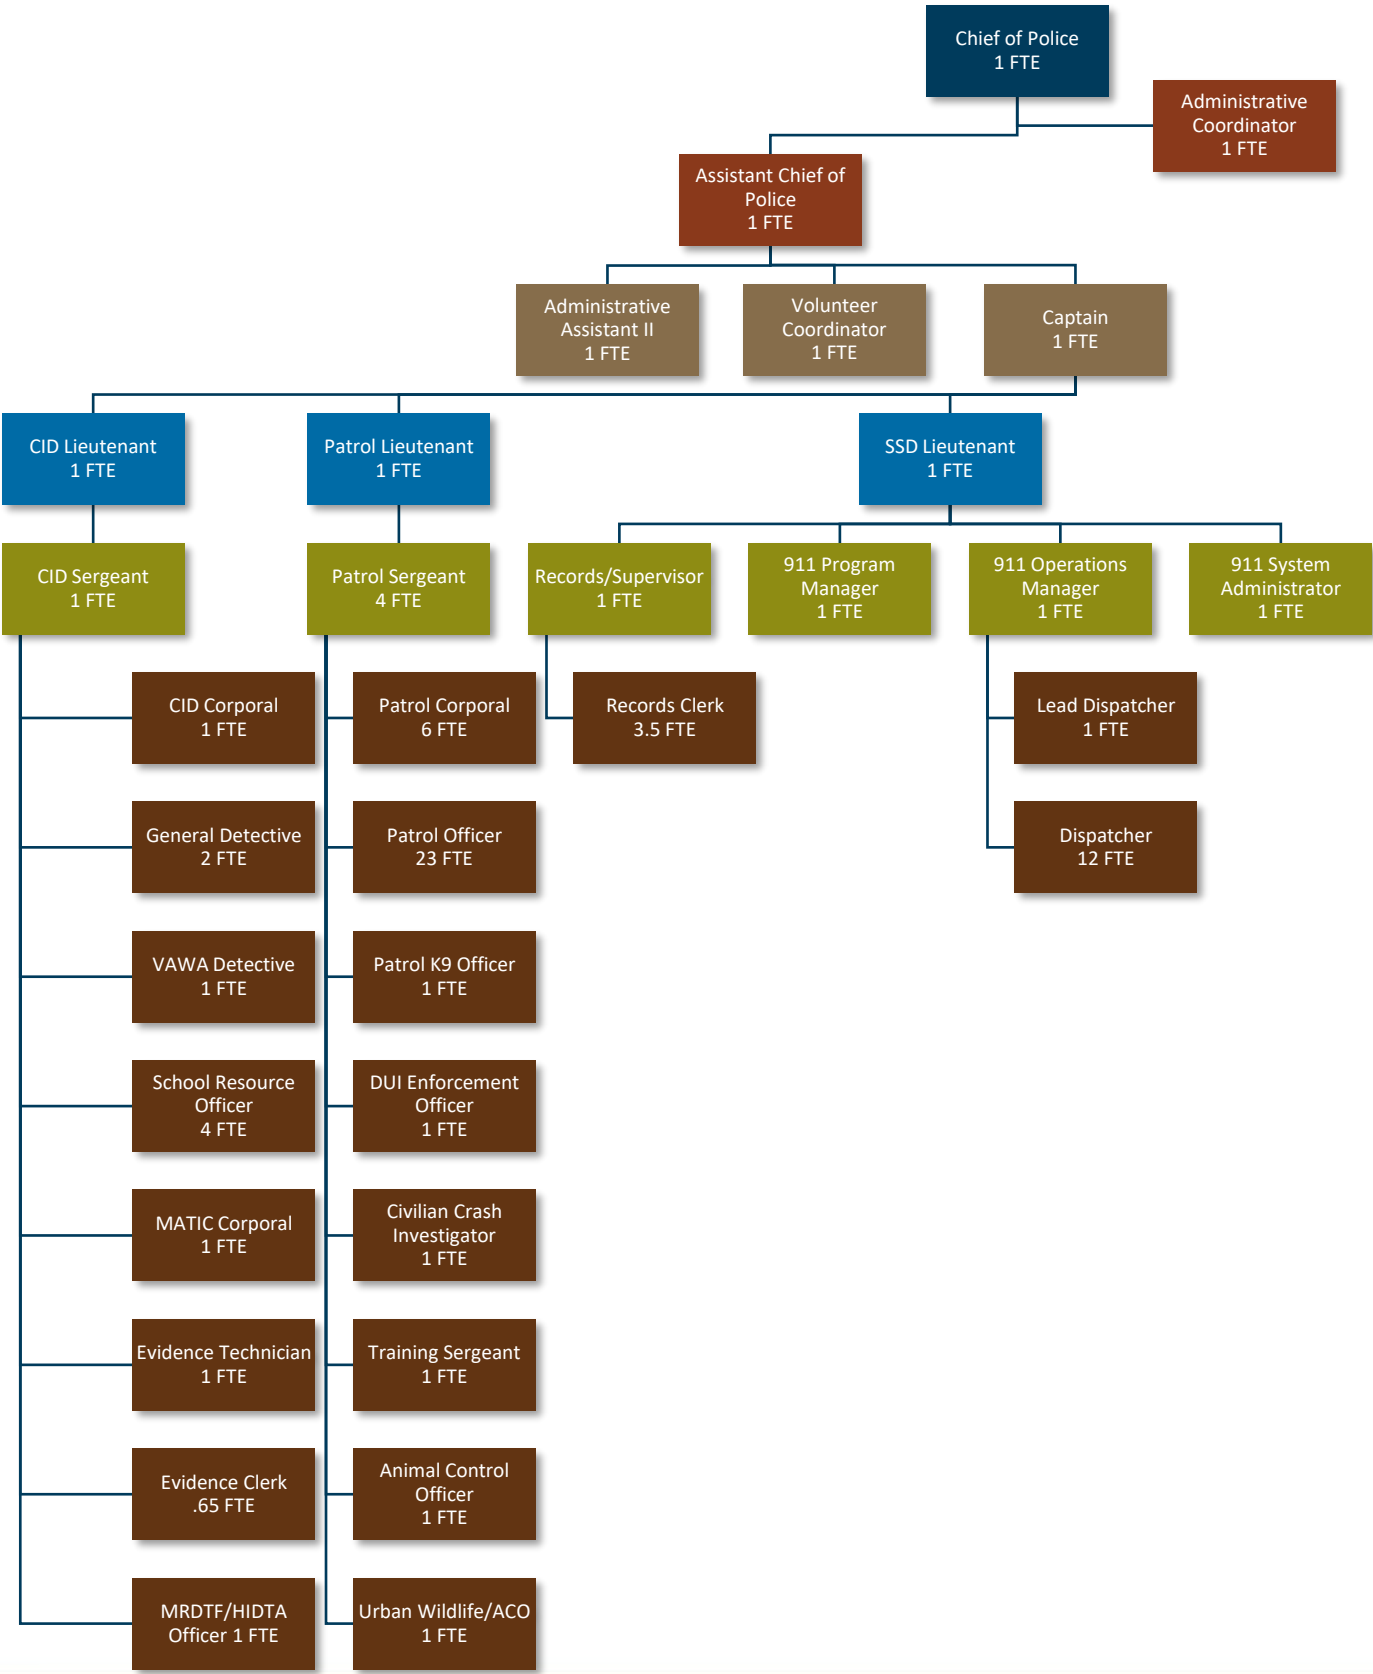 Chief of Police
1 FTE
Administrative
Coordinator
1 FTE
Assistant Chief of
Police
1 FTE
Administrative
Assistant II
1 FTE
Volunteer
Coordinator
1 FTE
Captain
1 FTE
CID Lieutenant
1 FTE
Patrol Lieutenant
1 FTE
SSD Lieutenant
1 FTE
CID Sergeant
1 FTE
Patrol Sergeant
4 FTE
Records/Supervisor
1 FTE
911 Program
Manager
1 FTE
911 Operations
Manager
1 FTE
911 System
Administrator
1 FTE
CID Corporal
1 FTE
Patrol Corporal
6 FTE
Records Clerk
3.5 FTE
Lead Dispatcher
1 FTE
General Detective
2 FTE
Patrol Officer
23 FTE
Dispatcher
12 FTE
VAWA Detective
1 FTE
Patrol K9 Officer
1 FTE
School Resource
Officer
4 FTE
DUI Enforcement
Officer
1 FTE
MATIC Corporal
1 FTE
Civilian Crash
Investigator
1 FTE
Evidence Technician
1 FTE
Training Sergeant
1 FTE
Evidence Clerk
.65 FTE
Animal Control
Officer
1 FTE
MRDTF/HIDTA
Officer 1 FTE
Urban Wildlife/ACO
1 FTE